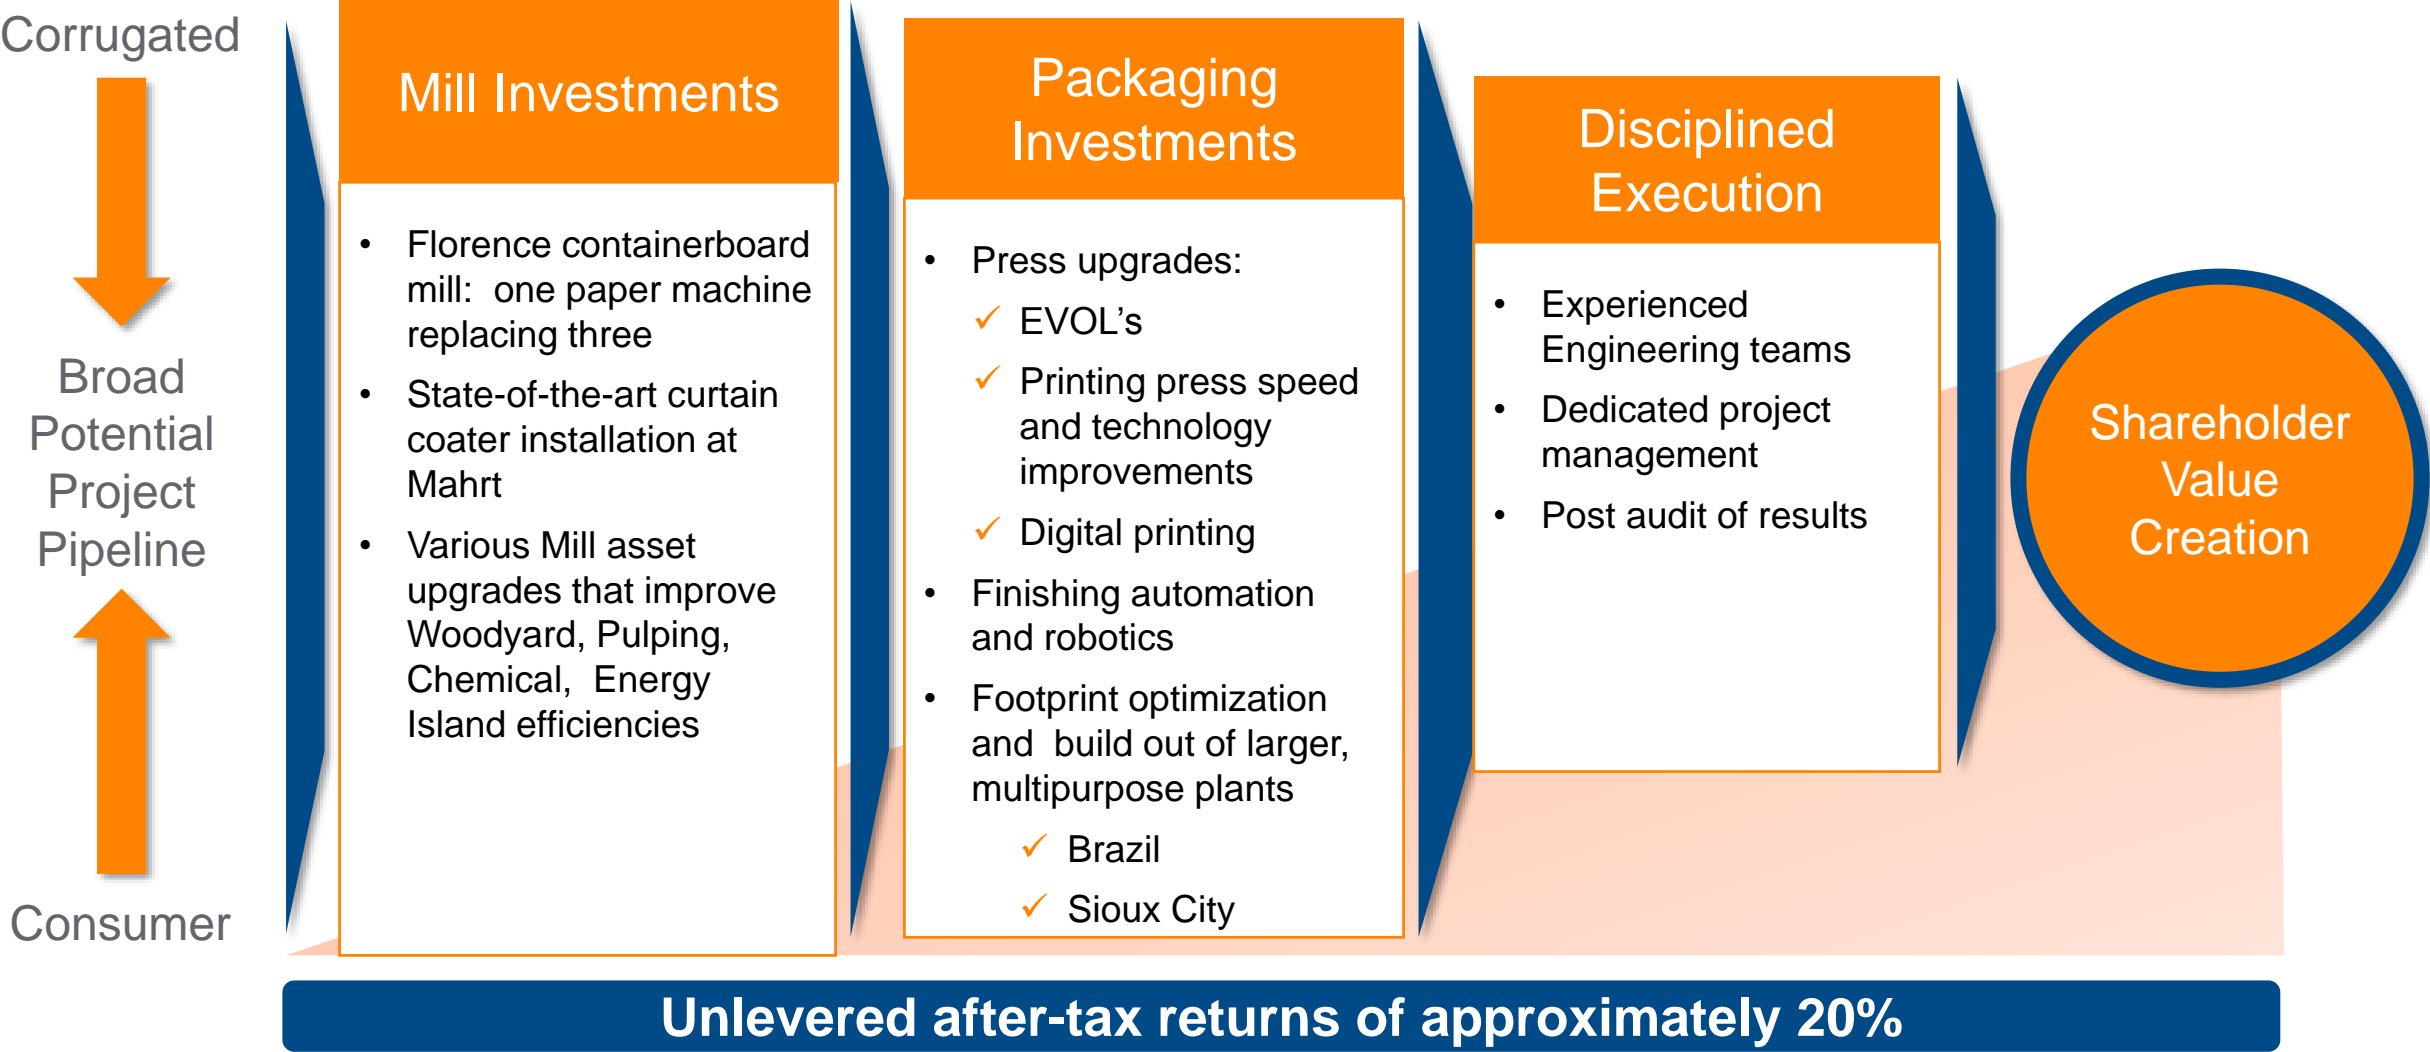 Corrugated
Broad
Potential
Project
Pipeline
Consumer
Mill Investments
• Florence containerboard
mill:  one paper machine
replacing three
• State-of-the-art curtain
coater installation at
Mahrt
• Various Mill asset
upgrades that improve
Woodyard, Pulping,
Chemical,  Energy
Island efficiencies
Packaging
Investments
• Press upgrades:
✓ EVOL’s
✓ Printing press speed
and technology
improvements
✓ Digital printing
• Finishing automation
and robotics
• Footprint optimization
and  build out of larger,
multipurpose plants
✓ Brazil
✓ Sioux City
Disciplined
Execution
• Experienced
Engineering teams
• Dedicated project
management
• Post audit of results
Shareholder
Value
Creation
Unlevered after-tax returns of approximately 20%